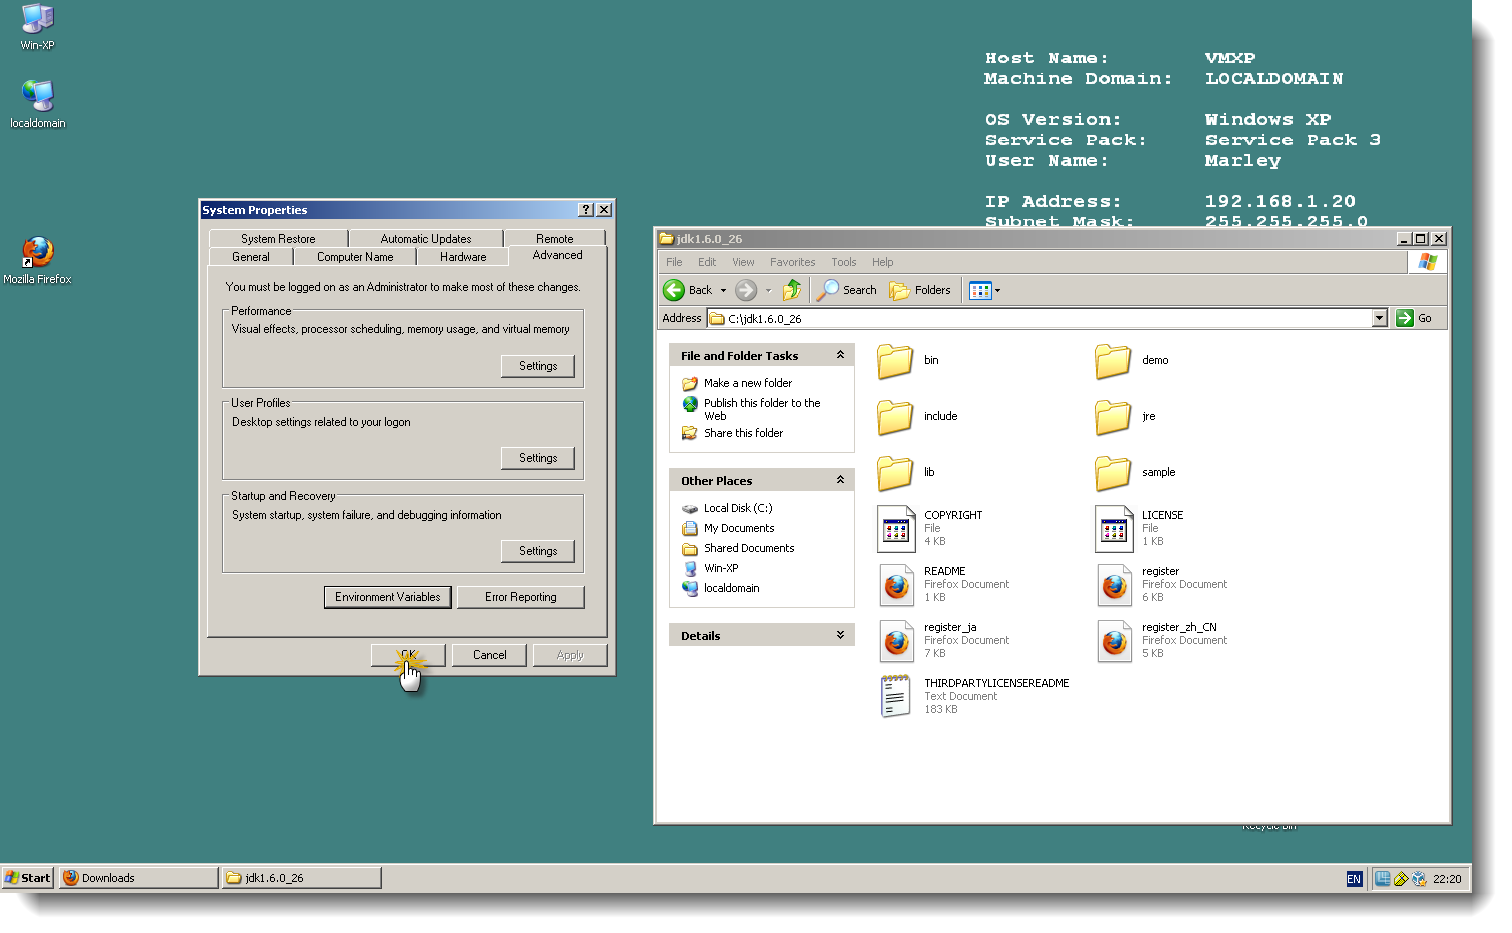 Win-XP
localdomain
Mozilla Firefox
Host Name: VMXP
Machine Domain: LOCALDOMAIN
OS Version: Windows XP
Service Pack: Service Pack 3
User Name: Marley
IP Address: 192.168.1.20
Subnet Mask: 255.255.255.0
System Properties
System Restore Automatic Updates Remote
General Computer Name Hardware Advanced
You must be logged on as an Administrator to make most of these changes.
Performance
Visual effects, processor scheduling, memory usage, and virtual memory
Settings
User Profiles
Desktop settings related to your logon
Settings
Startup and Recovery
System startup, system failure, and debugging information
Settings
Environment Variables Error Reporting
OK Cancel Apply
jdk1.6.0_26
File Edit View Favorites Tools Help
Back Search Folders
Address C:\jdk1.6.0_26 Go
File and Folder Tasks
Make a new folder
Publish this folder to the
Web
Share this folder
Other Places
Local Disk (C:)
My Documents
Shared Documents
Win-XP
localdomain
Details
bin
demo
include
jre
lib
sample
COPYRIGHT
File
4 KB
LICENSE
File
1 KB
README
Firefox Document
1 KB
register
Firefox Document
6 KB
register_ja
Firefox Document
7 KB
register_zh_CN
Firefox Document
5 KB
THIRDPARTYLICENSEREADME
Text Document
183 KB
Recycle Bin
Start Downloads jdk1.6.0_26 EN 22:20